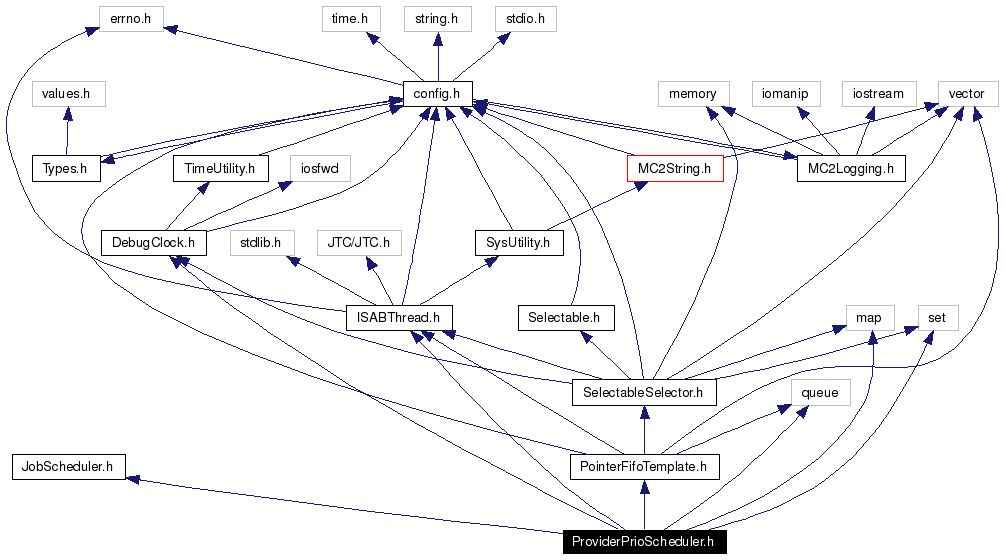 errno.h
time.h
string.h
stdio.h
values.h
config.h
memory
iomanip
iostream
vector
Types.h
TimeUtility.h
iosfwd
MC2String.h
MC2Logging.h
DebugClock.h
stdlib.h
JTC/JTC.h
SysUtility.h
ISABThread.h
Selectable.h
map
set
SelectableSelector.h
queue
JobScheduler.h
PointerFifoTemplate.h
ProviderPrioScheduler.h